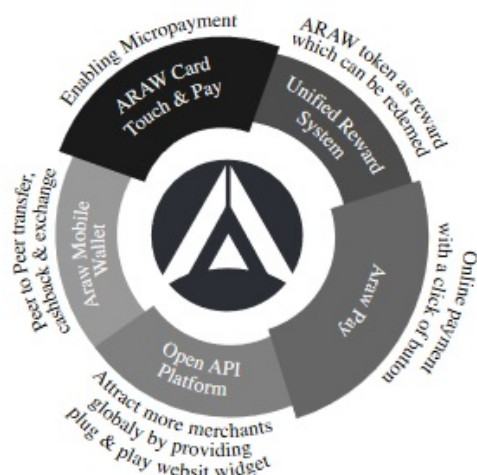 Enabling Micropayment
ARAW Card
Touch & Pay
ARAW token as reward
which can be redemed
Unified Reward
System
Online payment
with a click of button
Araw Pay
Attract more merchants
globaly by providing
plug & play websit widget
Open API
Platform
Peer to Peer transfer,
cashback & exchange
Araw Mobile
Wallet